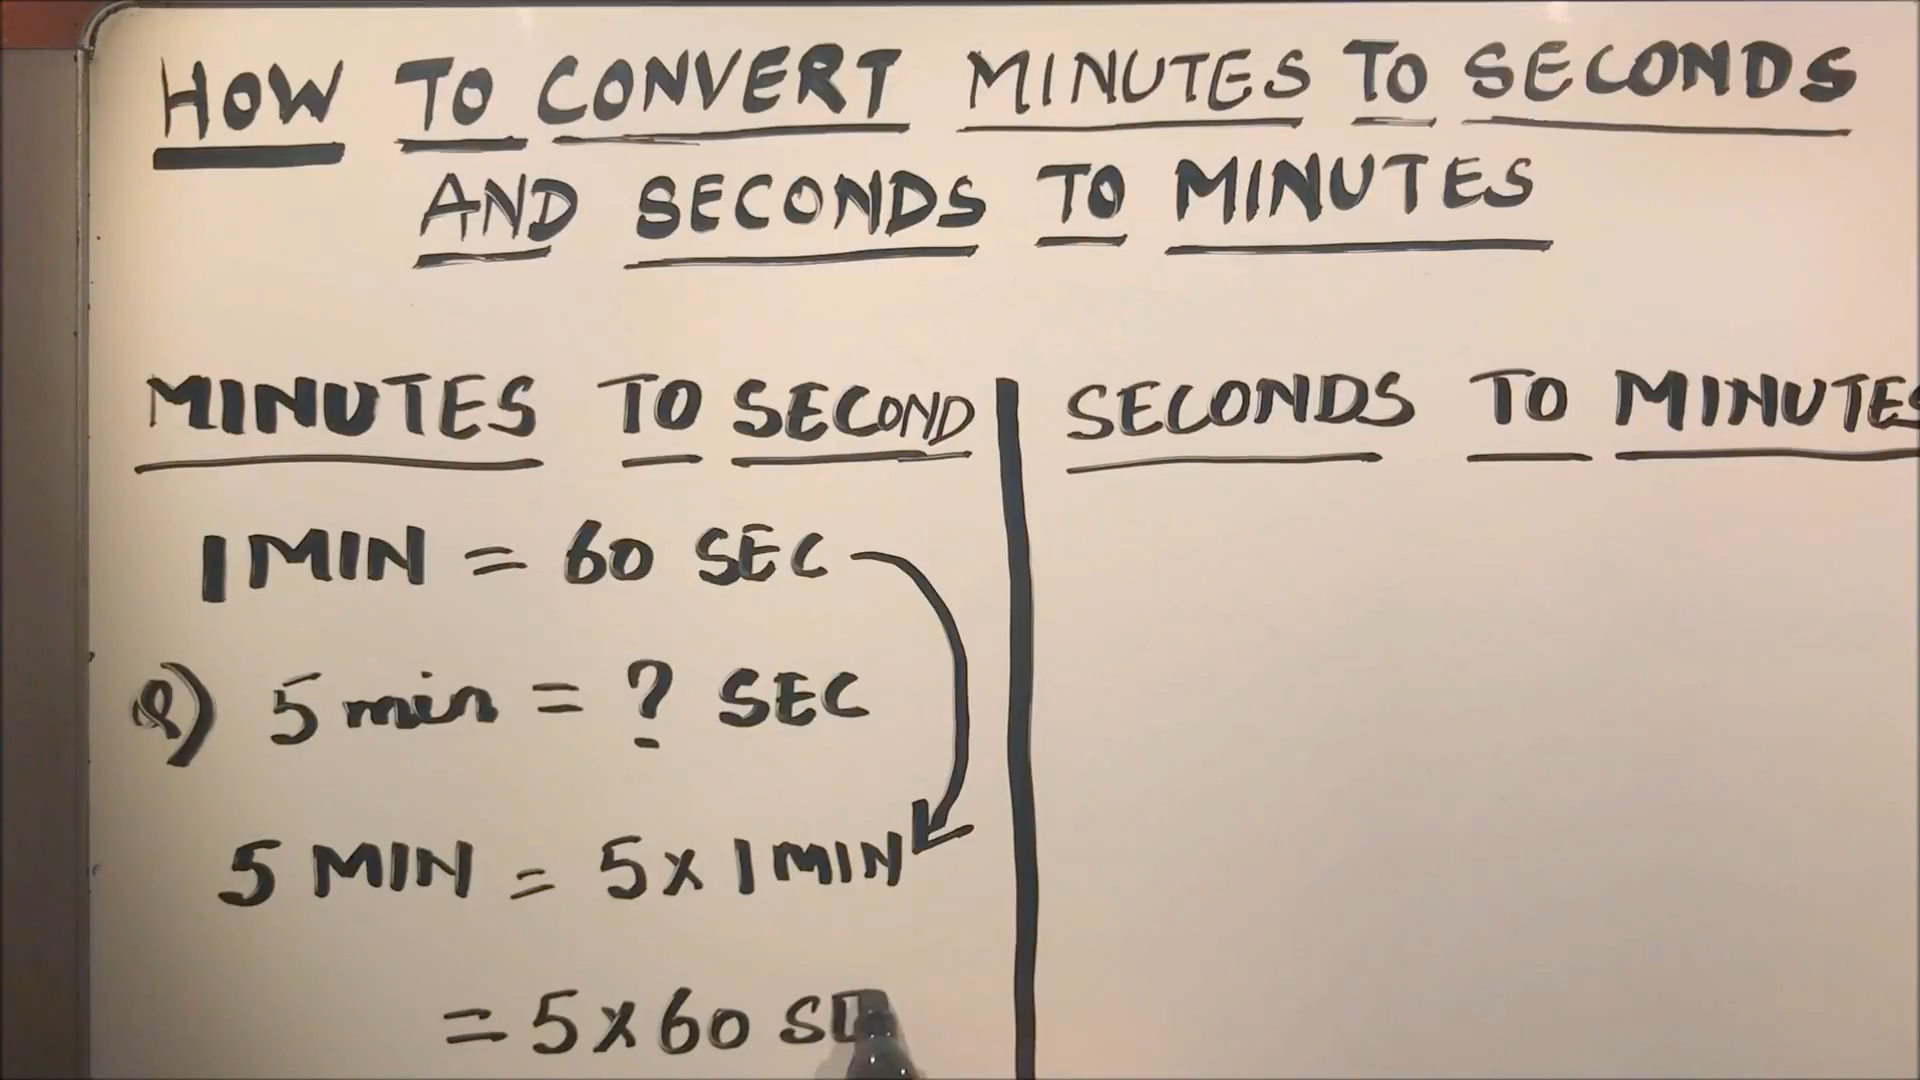 HOW TO CONVERT MINUTES TO SECONDS
AND SECONDS TO MINUTES
MINUTES TO SECOND
1 MIN = 60 SEC
Q) 5 min = ? SEC
5 MIN = 5 x 1 MIN
= 5 x 60
SECONDS TO MINUTES